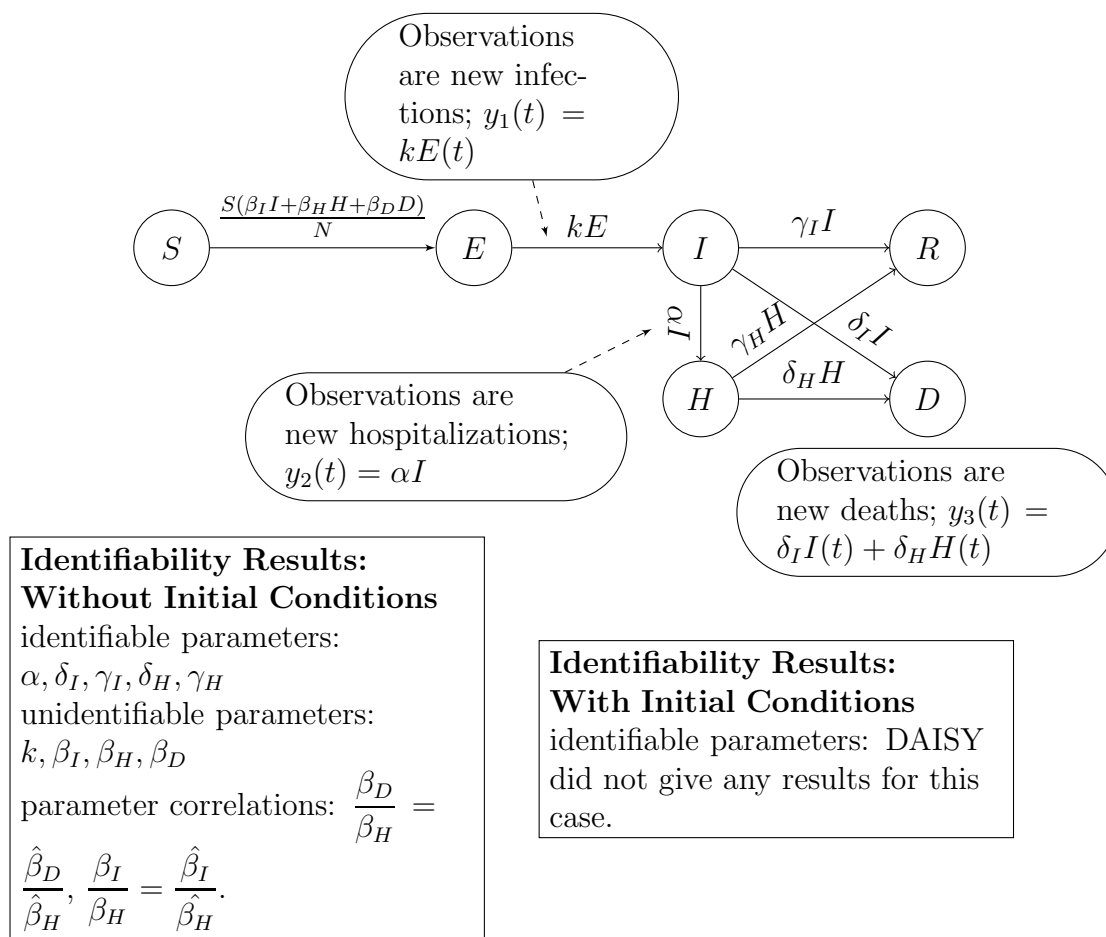 Observations
are new infec-
tions; y₁(t) =
kE(t)
S(β_I I+β_H H+β_D D)
N
S
E
kE
I
γ_I I
R
αI
γ_H H
δ_I I
H
δ_H H
D
Observations are
new hospitalizations;
y₂(t) = αI
Observations are
new deaths; y₃(t) =
δ_I I(t) + δ_H H(t)
Identifiability Results:
Without Initial Conditions
identifiable parameters:
α, δ_I, γ_I, δ_H, γ_H
unidentifiable parameters:
k, β_I, β_H, β_D
parameter correlations: β_D/β_H =
β̂_D/β̂_H, β_I/β_H = β̂_I/β̂_H.
Identifiability Results:
With Initial Conditions
identifiable parameters: DAISY
did not give any results for this
case.